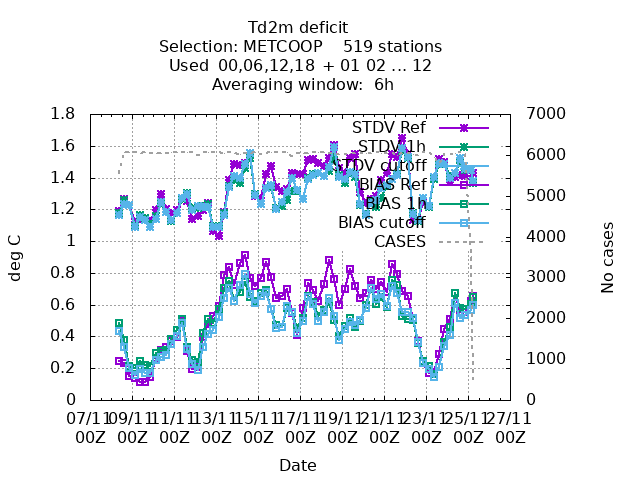 Td2m deficit
Selection: METCOOP    519 stations
Used  00,06,12,18 + 01 02 ... 12
Averaging window:  6h
deg C
No cases
1.8
1.6
1.4
1.2
1
0.8
0.6
0.4
0.2
0
7000
6000
5000
4000
3000
2000
1000
0
STDV Ref
STDV 1h
STDV cutoff
BIAS Ref
BIAS 1h
BIAS cutoff
CASES
07/11 09/11 11/11 13/11 15/11 17/11 19/11 21/11 23/11 25/11 27/11
00Z 00Z 00Z 00Z 00Z 00Z 00Z 00Z 00Z 00Z 00Z
Date